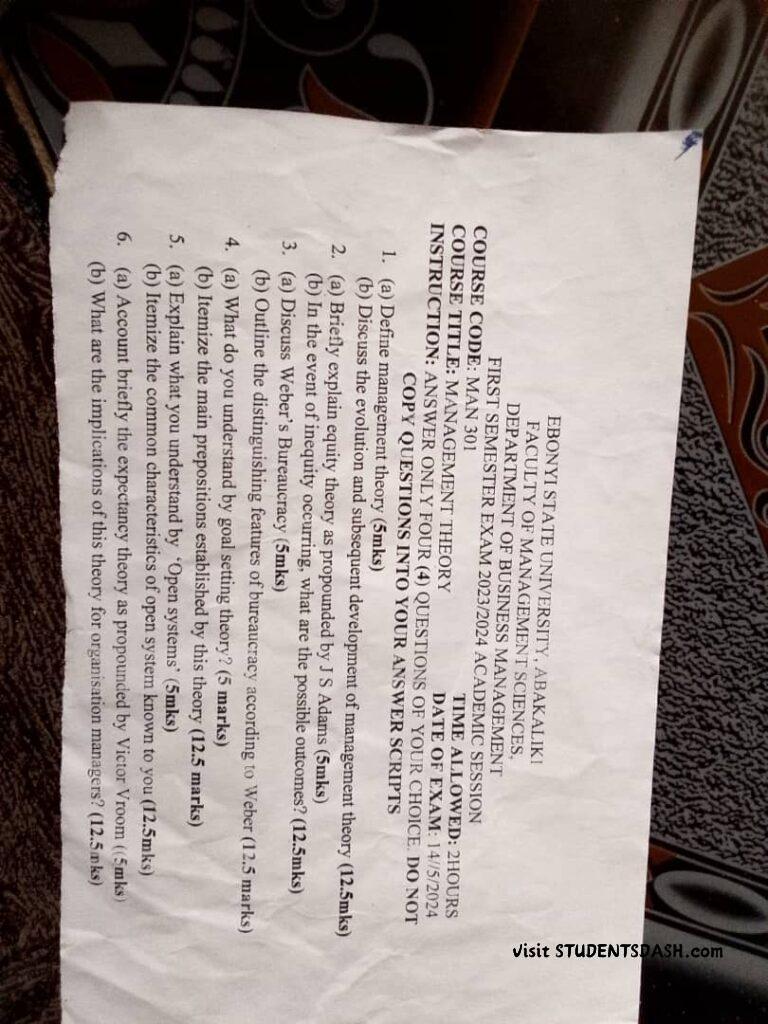 EBONYI STATE UNIVERSITY, ABAKALIKI
FACULTY OF MANAGEMENT SCIENCES,
DEPARTMENT OF BUSINESS MANAGEMENT
FIRST SEMESTER EXAM 2023/2024 ACADEMIC SESSION
COURSE CODE: MAN 301 TIME ALLOWED: 2HOURS
COURSE TITLE: MANAGEMENT THEORY DATE OF EXAM: 14//5/2024
INSTRUCTION: ANSWER ONLY FOUR (4) QUESTIONS OF YOUR CHOICE. DO NOT
COPY QUESTIONS INTO YOUR ANSWER SCRIPTS
1. (a) Define management theory (5mks)
(b) Discuss the evolution and subsequent development of management theory (12.5mks)
2. (a) Briefly explain equity theory as propounded by J S Adams (5mks)
(b) In the event of inequity occurring, what are the possible outcomes? (12.5mks)
3. (a) Discuss Weber's Bureaucracy (5mks)
(b) Outline the distinguishing features of bureaucracy according to Weber (12.5 marks)
4. (a) What do you understand by goal setting theory? (5 marks)
(b) Itemize the main prepositions established by this theory (12.5 marks)
5. (a) Explain what you understand by 'Open systems' (5mks)
(b) Itemize the common characteristics of open system known to you (12.5mks)
6. (a) Account briefly the expectancy theory as propounded by Victor Vroom ((5mks)
(b) What are the implications of this theory for organisation managers? (12.5mks)
visit STUDENTSDASH.com